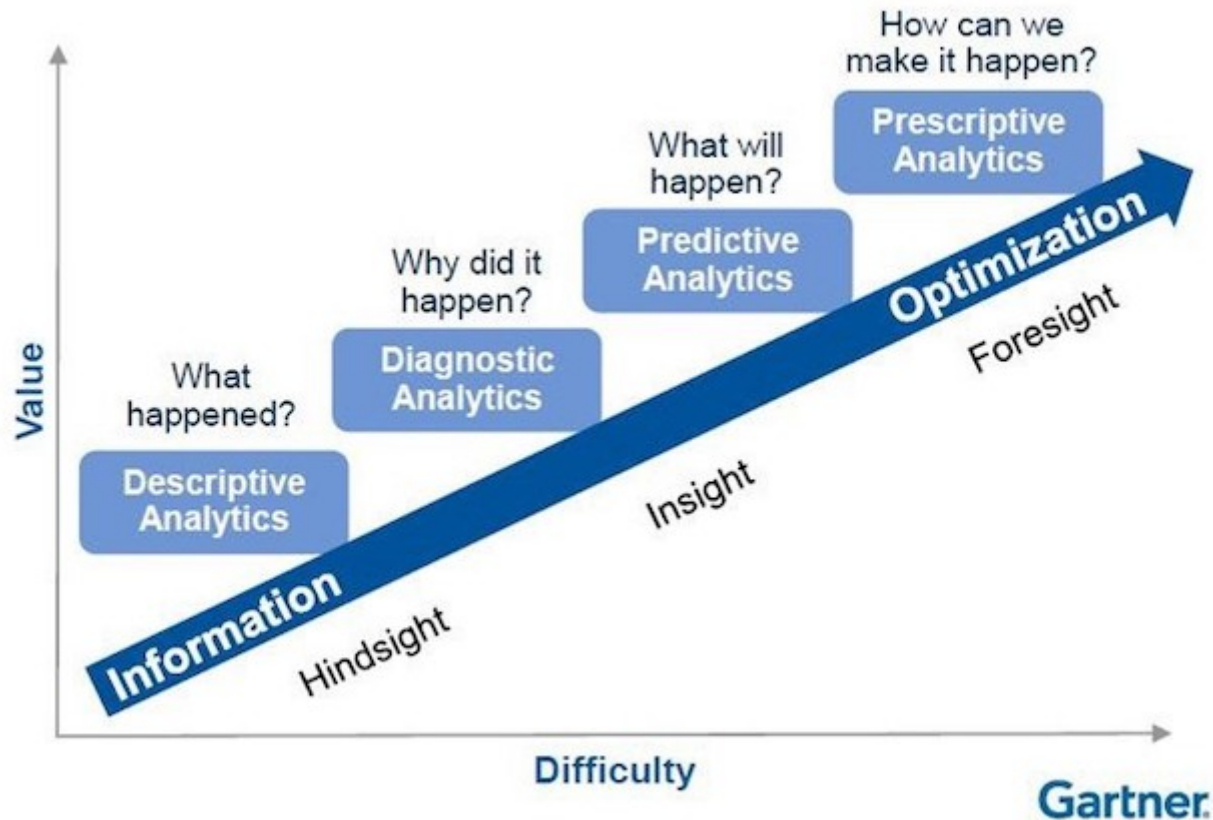 How can we
make it happen?
Prescriptive
Analytics
What will
happen?
Predictive
Analytics
Why did it
happen?
Diagnostic
Analytics
What
happened?
Descriptive
Analytics
Value
Information
Optimization
Hindsight
Insight
Foresight
Difficulty
Gartner